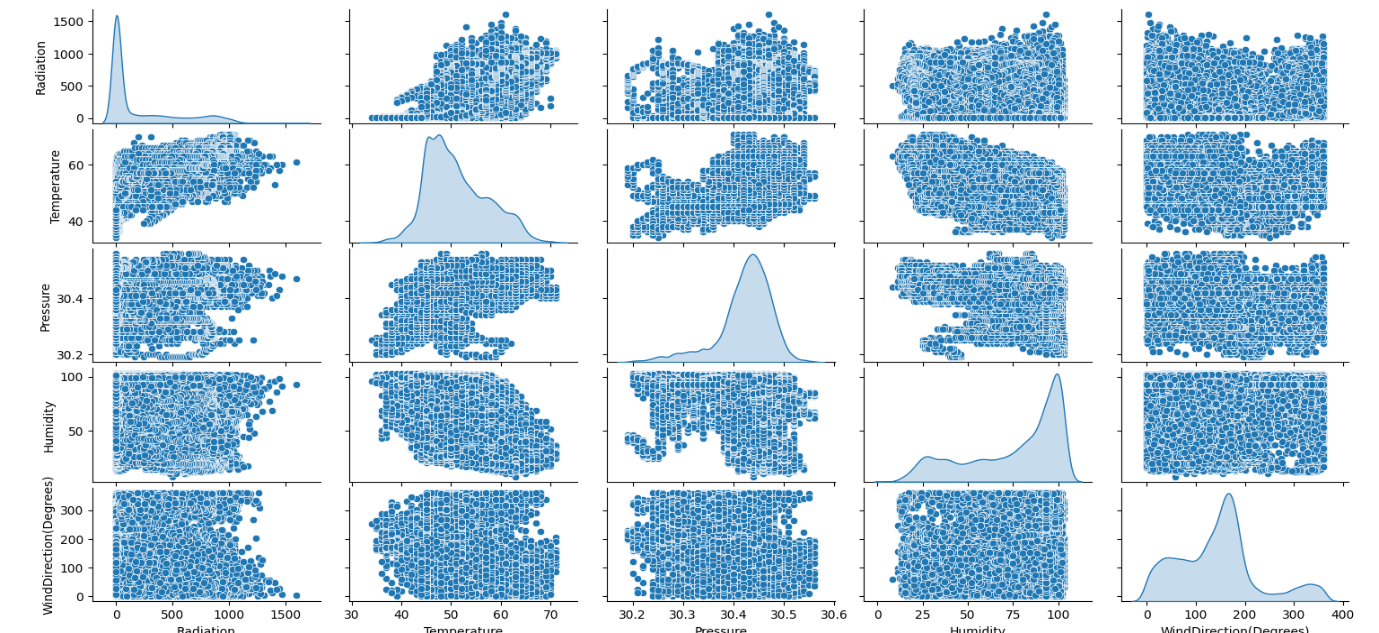 Radiation
1500
1000
500
0
Temperature
60
40
Pressure
30.4
30.2
Humidity
100
50
WindDirection(Degrees)
300
200
100
0
0 500 1000 1500
30 40 50 60 70
30.2 30.3 30.4 30.5 30.6
0 25 50 75 100
0 100 200 300 400
Radiation Temperature Pressure Humidity WindDirection(Degrees)